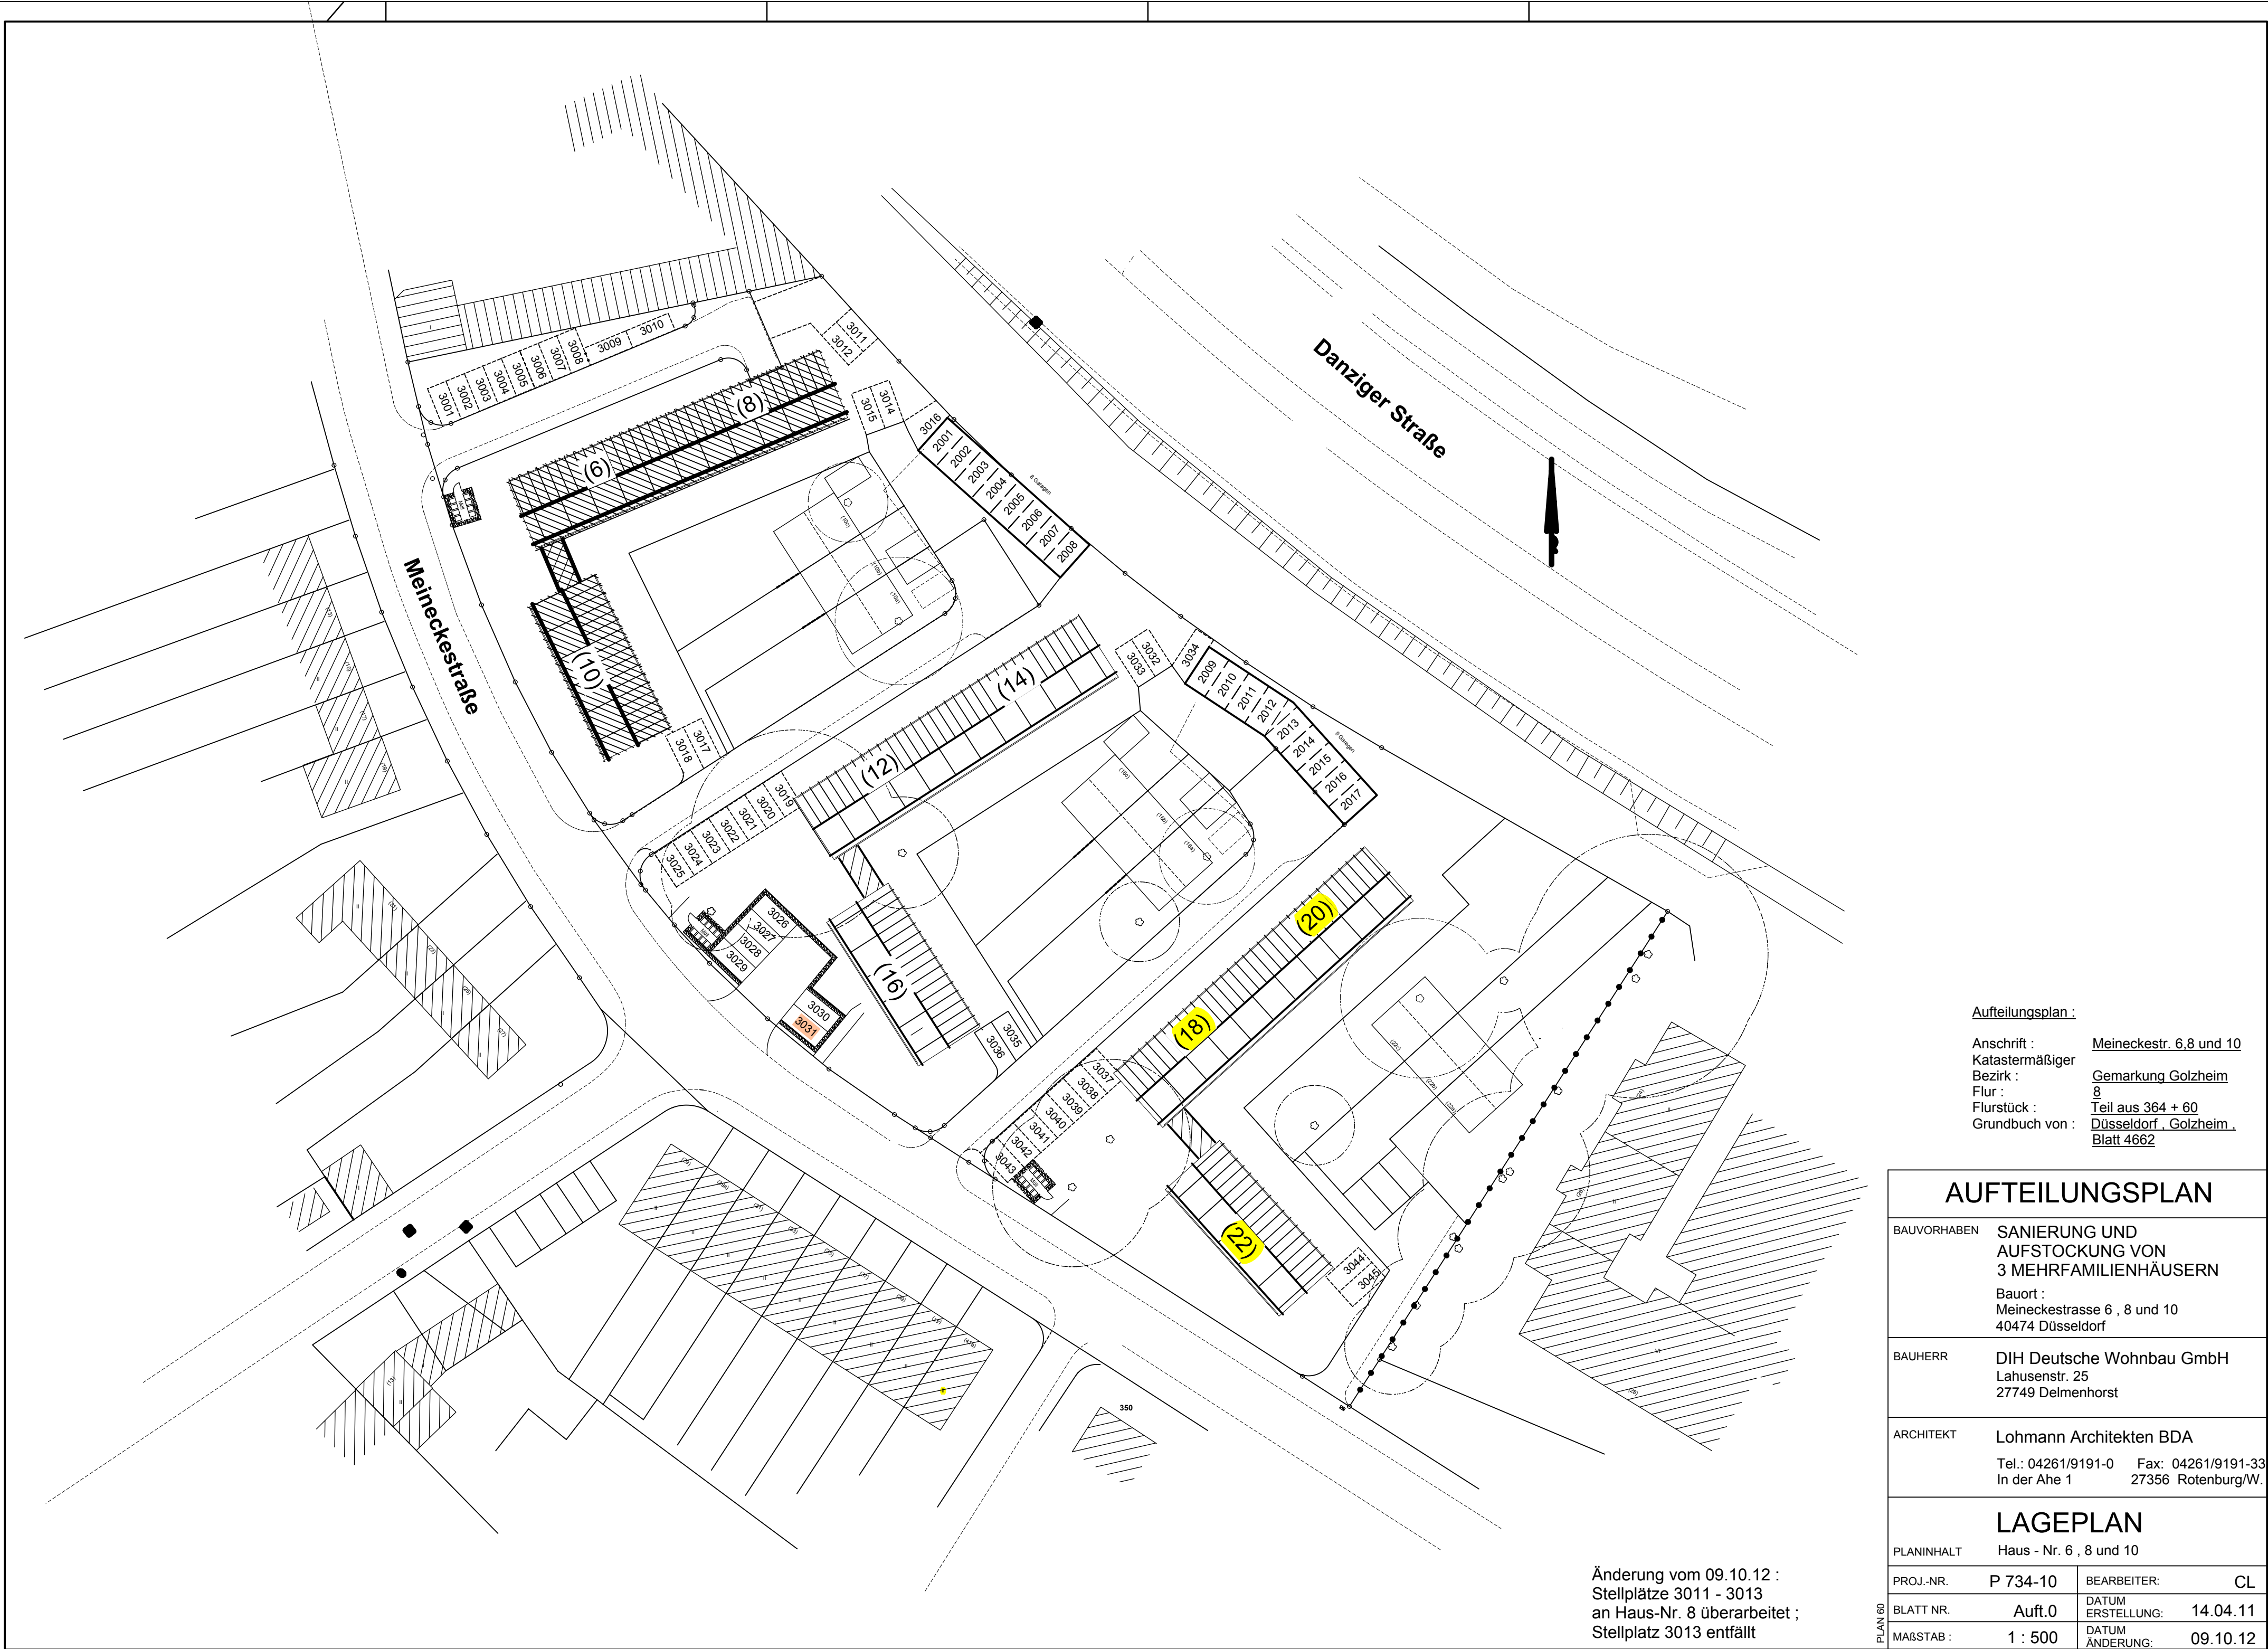 Danziger Straße
Meineckestraße
3001
3002
3003
3004
3005
3006
3007
3008
3009
3010
3011
3012
3014
3015
3016
2001
2002
2003
2004
2005
2006
2007
2008
8 Garagen
(6)
(8)
(10)
3017
3018
(12)
(14)
(16)
3032
3033
3034
2009
2010
2011
2012
2013
2014
2015
2016
2017
3019
3020
3021
3022
3023
3024
3025
3026
3027
3028
3029
3030
3031
3035
3036
(18)
(20)
(22)
3037
3038
3039
3040
3041
3042
3043
3044
3045
350
Aufteilungsplan :
Anschrift : Meineckestr. 6,8 und 10
Katastermäßiger
Bezirk : Gemarkung Golzheim
Flur : 8
Flurstück : Teil aus 364 + 60
Grundbuch von : Düsseldorf , Golzheim ,
Blatt 4662
AUFTEILUNGSPLAN
BAUVORHABEN SANIERUNG UND
AUFSTOCKUNG VON
3 MEHRFAMILIENHÄUSERN
Bauort :
Meineckestrasse 6 , 8 und 10
40474 Düsseldorf
BAUHERR DIH Deutsche Wohnbau GmbH
Lahusenstr. 25
27749 Delmenhorst
ARCHITEKT Lohmann Architekten BDA
Tel.: 04261/9191-0 Fax: 04261/9191-33
In der Ahe 1 27356 Rotenburg/W.
LAGEPLAN
PLANINHALT Haus - Nr. 6 , 8 und 10
PROJ.-NR. P 734-10 BEARBEITER: CL
BLATT NR. Auft.0 DATUM ERSTELLUNG: 14.04.11
MAßSTAB : 1 : 500 DATUM ÄNDERUNG: 09.10.12
PLAN 60
Änderung vom 09.10.12 :
Stellplätze 3011 - 3013
an Haus-Nr. 8 überarbeitet ;
Stellplatz 3013 entfällt